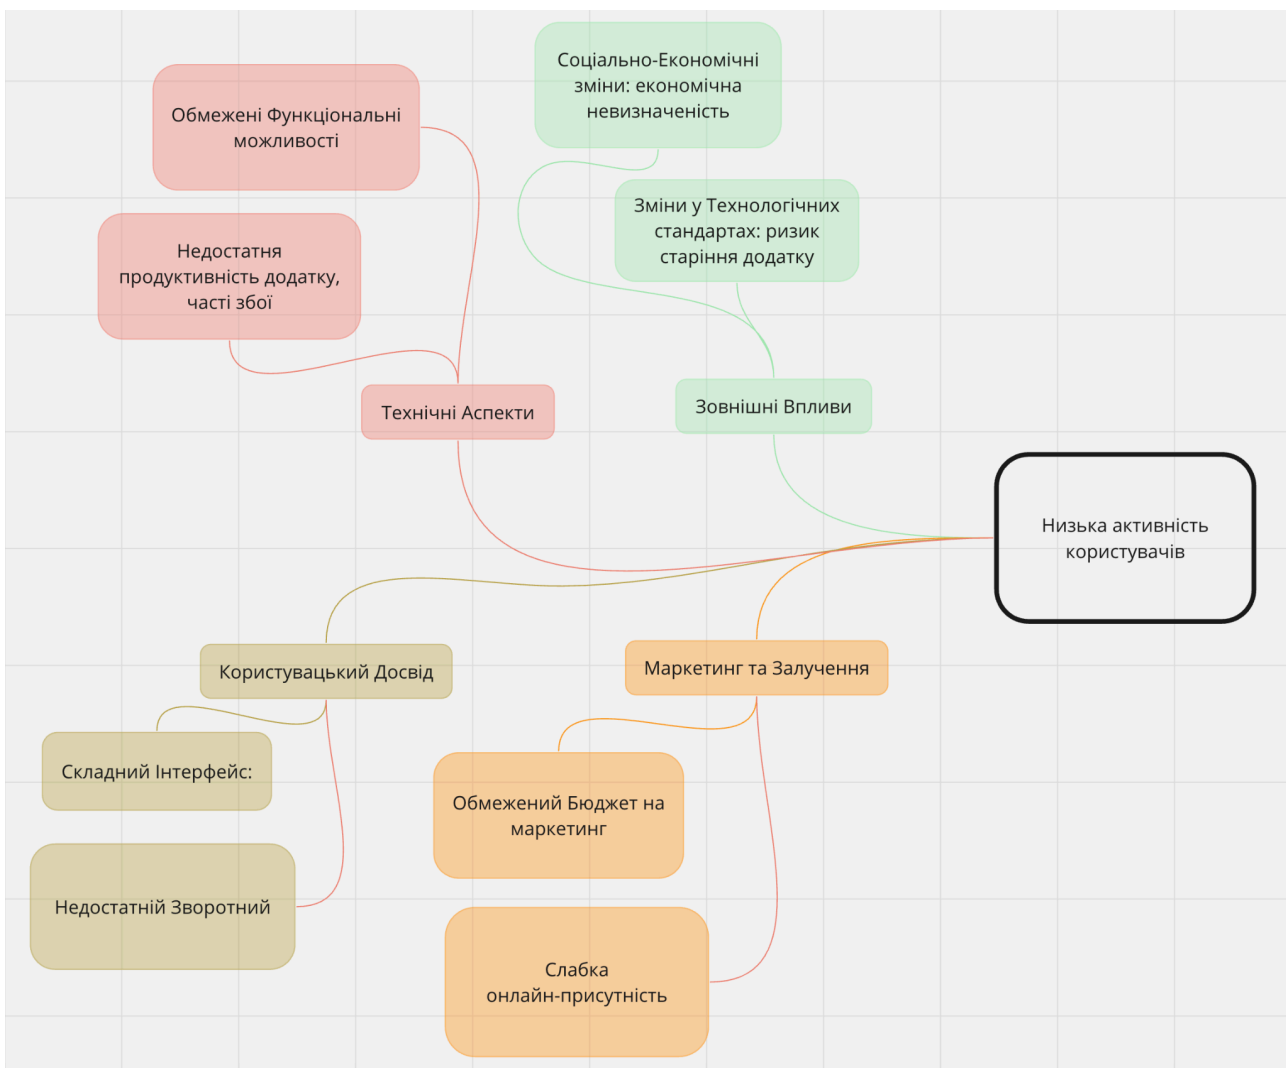 Соціально-Економічні
зміни: економічна
невизначеність
Обмежені Функціональні
можливості
Зміни у Технологічних
стандартах: ризик
старіння додатку
Недостатня
продуктивність додатку,
часті збої
Технічні Аспекти
Зовнішні Впливи
Низька активність
користувачів
Користувацький Досвід
Маркетинг та Залучення
Складний Інтерфейс:
Обмежений Бюджет на
маркетинг
Недостатній Зворотний
Слабка
онлайн-присутність